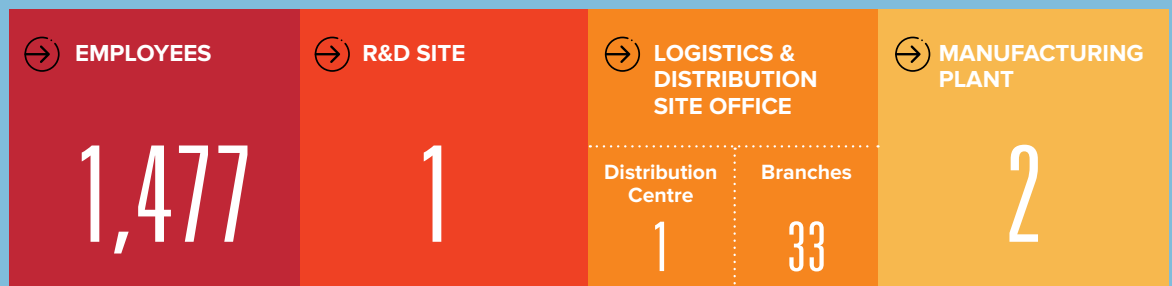 EMPLOYEES
1,477
R&D SITE
1
LOGISTICS &
DISTRIBUTION
SITE OFFICE
Distribution
Centre
1
Branches
33
MANUFACTURING
PLANT
2